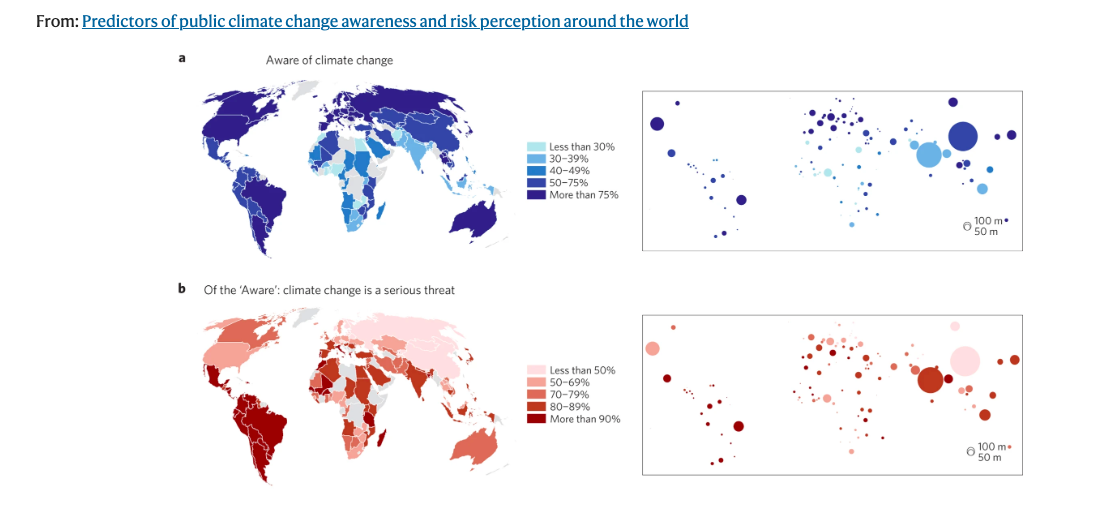 From: Predictors of public climate change awareness and risk perception around the world
a Aware of climate change
Less than 30%
30–39%
40–49%
50–75%
More than 75%
100 m
50 m
b Of the ‘Aware’: climate change is a serious threat
Less than 50%
50–69%
70–79%
80–89%
More than 90%
100 m
50 m